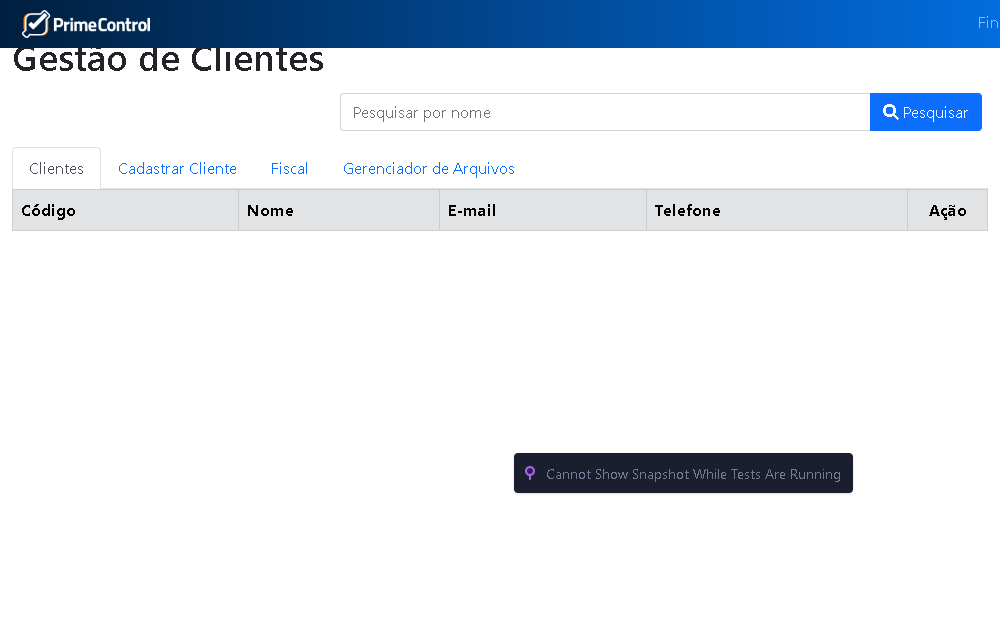 PrimeControl
Fin
Gestão de Clientes
Pesquisar por nome
Pesquisar
Clientes Cadastrar Cliente Fiscal Gerenciador de Arquivos
Código Nome E-mail Telefone Ação
Cannot Show Snapshot While Tests Are Running